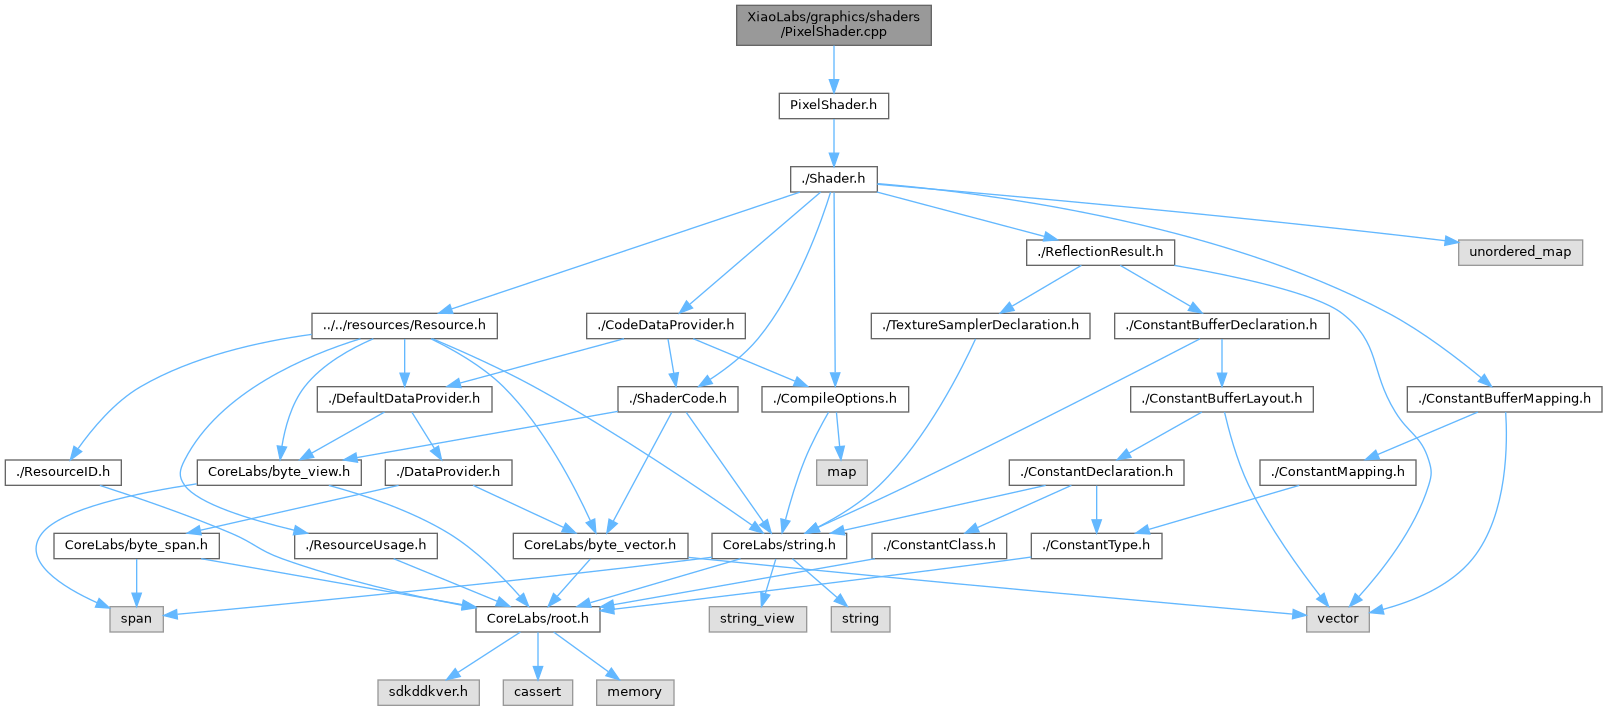 XiaoLabs/graphics/shaders
/PixelShader.cpp
PixelShader.h
./Shader.h
./ReflectionResult.h
unordered_map
../../resources/Resource.h
./CodeDataProvider.h
./TextureSamplerDeclaration.h
./ConstantBufferDeclaration.h
./DefaultDataProvider.h
./ShaderCode.h
./CompileOptions.h
./ConstantBufferLayout.h
./ConstantBufferMapping.h
./ResourceID.h
CoreLabs/byte_view.h
./DataProvider.h
map
./ConstantDeclaration.h
./ConstantMapping.h
CoreLabs/byte_span.h
./ResourceUsage.h
CoreLabs/byte_vector.h
CoreLabs/string.h
./ConstantClass.h
./ConstantType.h
span
CoreLabs/root.h
string_view
string
vector
sdkddkver.h
cassert
memory